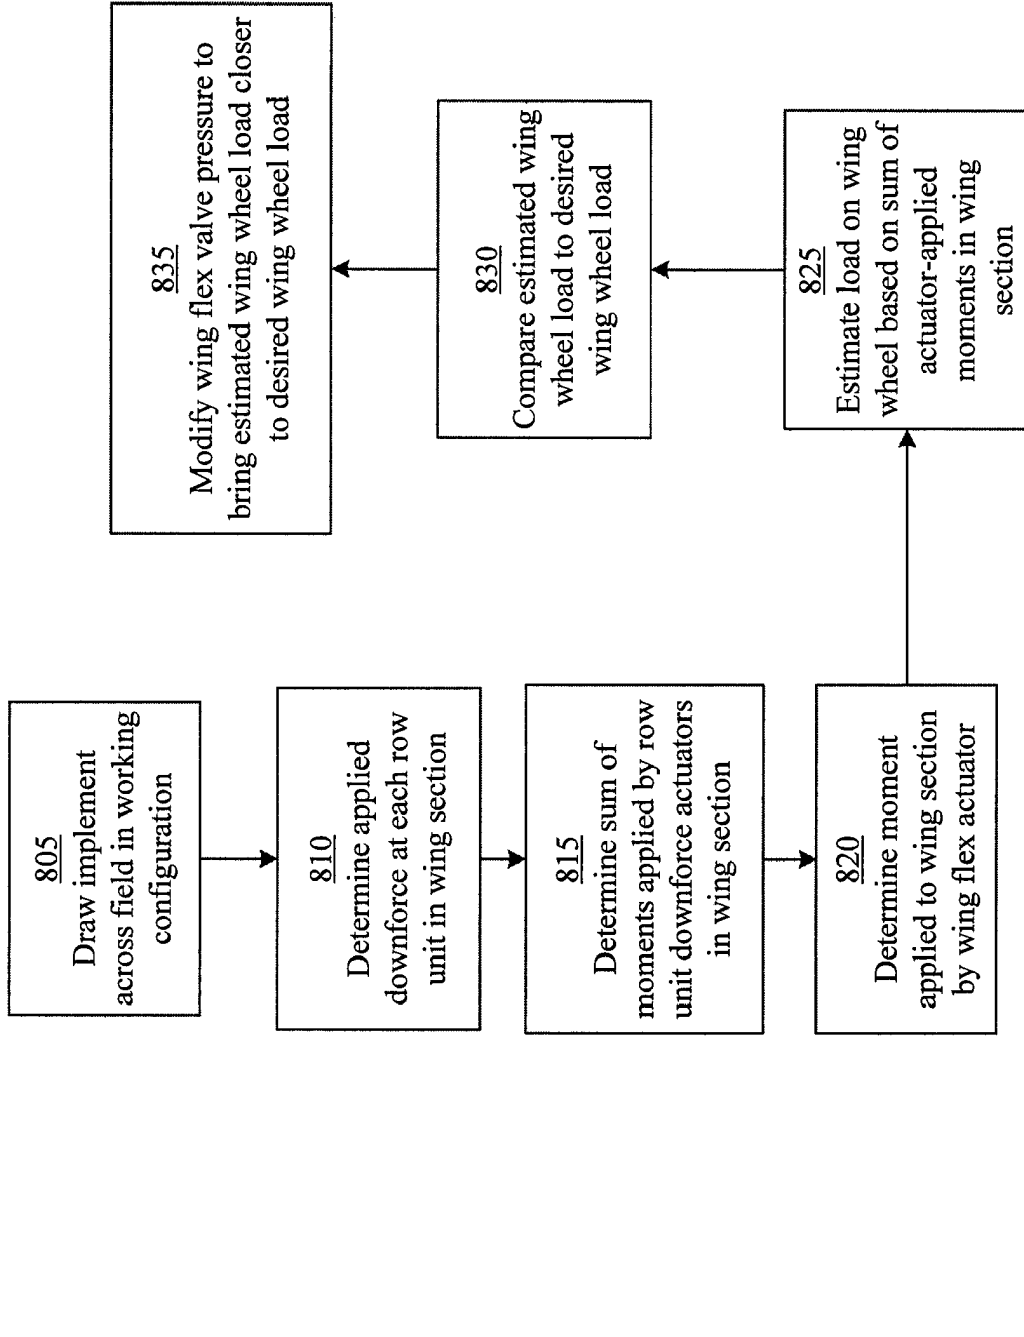 805
Draw implement
across field in working
configuration
810
Determine applied
downforce at each row
unit in wing section
815
Determine sum of
moments applied by row
unit downforce actuators
in wing section
820
Determine moment
applied to wing section
by wing flex actuator
825
Estimate load on wing
wheel based on sum of
actuator-applied
moments in wing
section
830
Compare estimated wing
wheel load to desired
wing wheel load
835
Modify wing flex valve pressure to
bring estimated wing wheel load closer
to desired wing wheel load